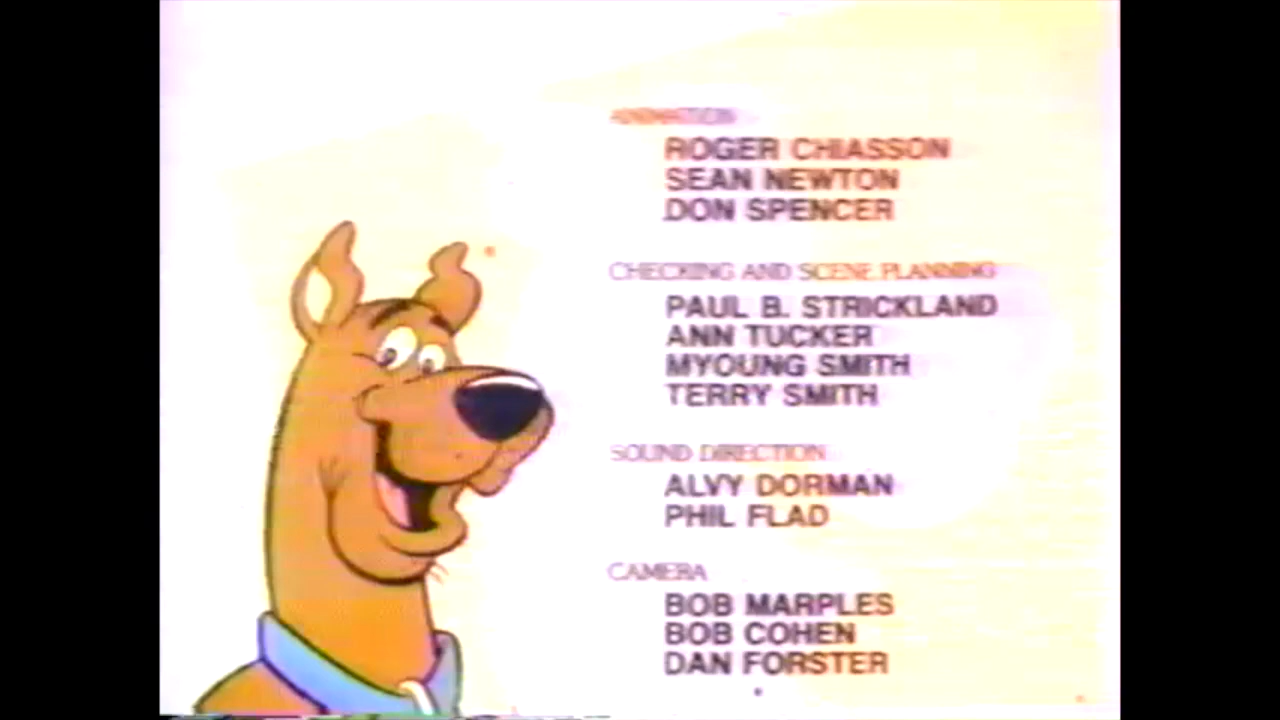 ANIMATION
ROGER CHIASSON
SEAN NEWTON
DON SPENCER
CHECKING AND SCENE PLANNING
PAUL B. STRICKLAND
ANN TUCKER
MYOUNG SMITH
TERRY SMITH
SOUND DIRECTION
ALVY DORMAN
PHIL FLAD
CAMERA
BOB MARPLES
BOB COHEN
DAN FORSTER